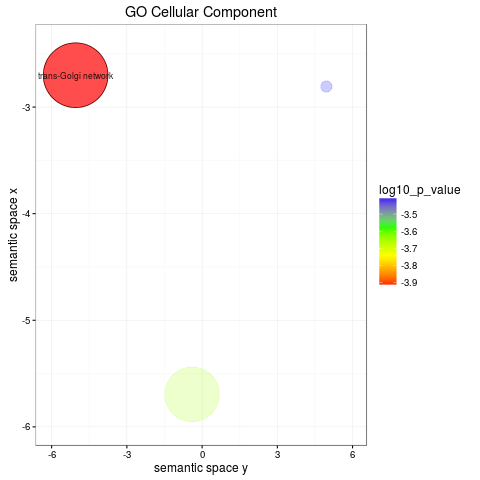 GO Cellular Component
trans-Golgi network
-3
-4
-5
-6
-6
-3
0
3
6
semantic space x
semantic space y
log10_p_value
-3.5
-3.6
-3.7
-3.8
-3.9